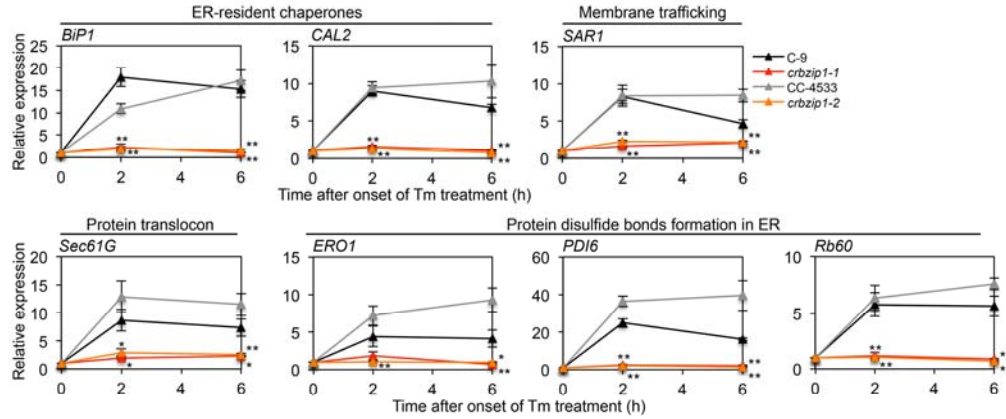 ER-resident chaperones
Membrane trafficking
BiP1
CAL2
SAR1
Relative expression
25
20
15
10
5
0
15
10
5
0
15
10
5
0
** ** ** **
** ** ** **
** ** ** **
C-9
crbzip1-1
CC-4533
crbzip1-2
0 2 4 6
0 2 4 6
0 2 4 6
Time after onset of Tm treatment (h)
Protein translocon
Protein disulfide bonds formation in ER
Sec61G
ERO1
PDI6
Rb60
Relative expression
20
15
10
5
0
15
10
5
0
60
40
20
0
10
5
0
* * ** *
** * **
** ** ** **
** ** * *
0 2 4 6
0 2 4 6
0 2 4 6
0 2 4 6
Time after onset of Tm treatment (h)